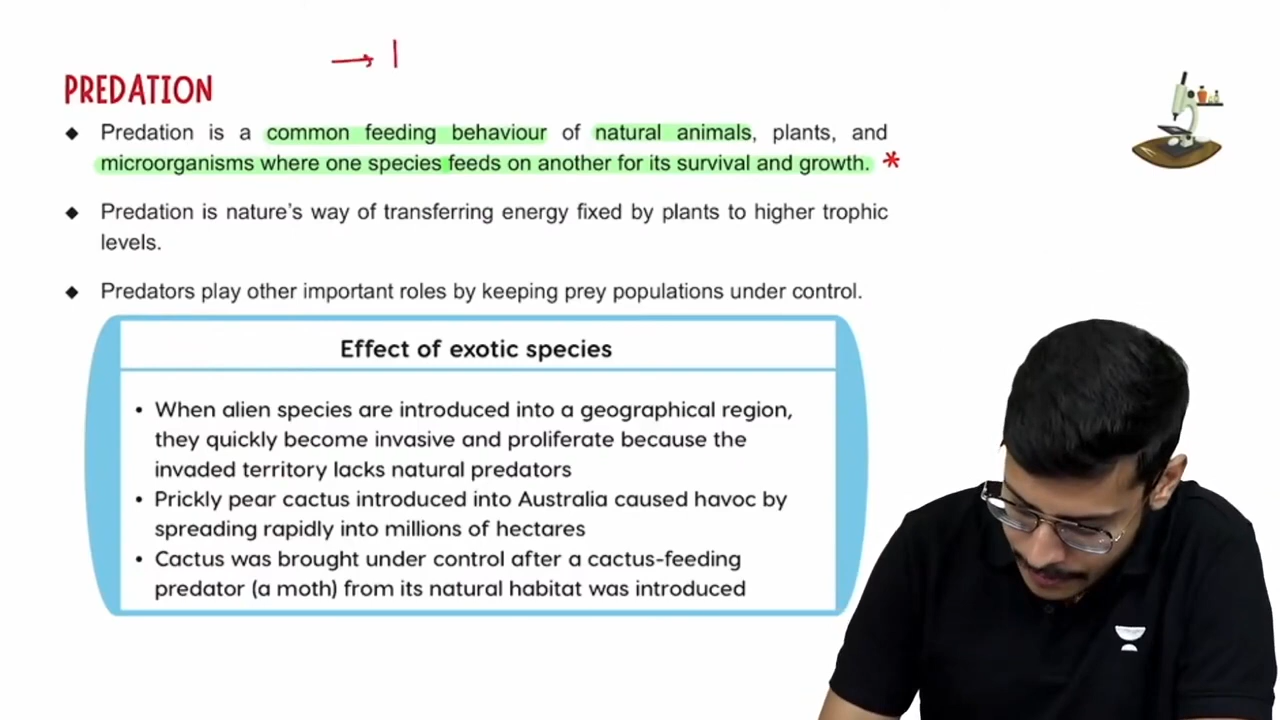 → |
PREDATION
◆ Predation is a common feeding behaviour of natural animals, plants, and
microorganisms where one species feeds on another for its survival and growth. *
◆ Predation is nature's way of transferring energy fixed by plants to higher trophic
levels.
◆ Predators play other important roles by keeping prey populations under control.
Effect of exotic species
• When alien species are introduced into a geographical region,
they quickly become invasive and proliferate because the
invaded territory lacks natural predators
• Prickly pear cactus introduced into Australia caused havoc by
spreading rapidly into millions of hectares
• Cactus was brought under control after a cactus-feeding
predator (a moth) from its natural habitat was introduced